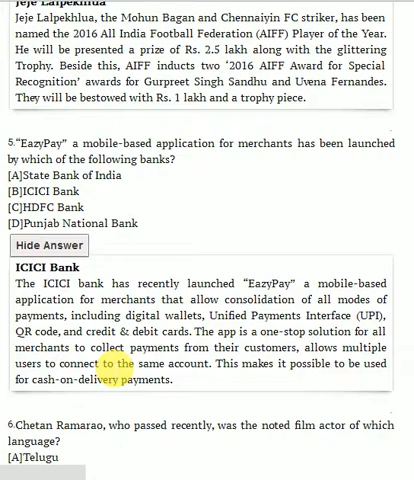 Jeje Lalpekhlua
Jeje Lalpekhlua, the Mohun Bagan and Chennaiyin FC striker, has been
named the 2016 All India Football Federation (AIFF) Player of the Year.
He will be presented a prize of Rs. 2.5 lakh along with the glittering
Trophy. Beside this, AIFF inducts two ‘2016 AIFF Award for Special
Recognition’ awards for Gurpreet Singh Sandhu and Uvena Fernandes.
They will be bestowed with Rs. 1 lakh and a trophy piece.
5.“EazyPay” a mobile-based application for merchants has been launched
by which of the following banks?
[A]State Bank of India
[B]ICICI Bank
[C]HDFC Bank
[D]Punjab National Bank
Hide Answer
ICICI Bank
The ICICI bank has recently launched “EazyPay” a mobile-based
application for merchants that allow consolidation of all modes of
payments, including digital wallets, Unified Payments Interface (UPI),
QR code, and credit & debit cards. The app is a one-stop solution for all
merchants to collect payments from their customers, allows multiple
users to connect to the same account. This makes it possible to be used
for cash-on-delivery payments.
6.Chetan Ramarao, who passed recently, was the noted film actor of which
language?
[A]Telugu